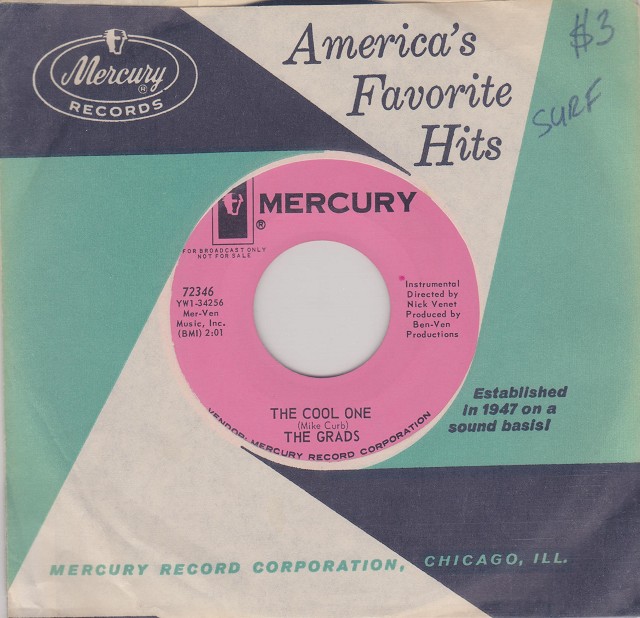 Mercury
®
RECORDS
America's
Favorite
Hits
$3
SURF
MERCURY
®
FOR BROADCAST ONLY
NOT FOR SALE
72346
YW1-34256
Mer-Ven
Music, Inc.
(BMI) 2:01
Instrumental
Directed by
Nick Venet
Produced by
Ben-Ven
Productions
THE COOL ONE
(Mike Curb)
THE GRADS
VENDOR: MERCURY RECORD CORPORATION
Established
in 1947 on a
sound basis!
MERCURY RECORD CORPORATION, CHICAGO, ILL.